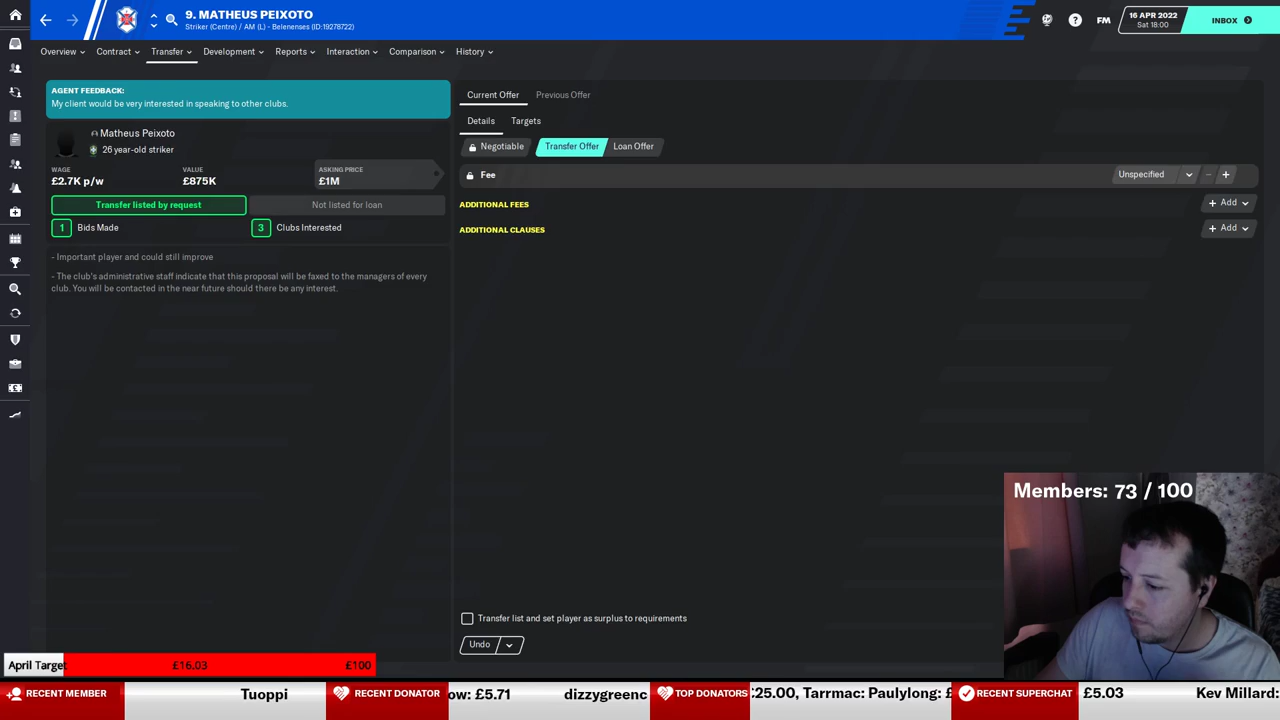 9. MATHEUS PEIXOTO
Striker (Centre) / AM (L) - Belenenses (ID:19278722)
FM
16 APR 2022
Sat 18:00
INBOX
Overview
Contract
Transfer
Development
Reports
Interaction
Comparison
History
AGENT FEEDBACK:
My client would be very interested in speaking to other clubs.
Matheus Peixoto
26 year-old striker
WAGE
£2.7K p/w
VALUE
£875K
ASKING PRICE
£1M
Transfer listed by request
Not listed for loan
1 Bids Made
3 Clubs Interested
- Important player and could still improve
- The club's administrative staff indicate that this proposal will be faxed to the managers of every
club. You will be contacted in the near future should there be any interest.
Current Offer
Previous Offer
Details
Targets
Negotiable
Transfer Offer
Loan Offer
Fee
Unspecified
ADDITIONAL FEES
+ Add
ADDITIONAL CLAUSES
+ Add
Transfer list and set player as surplus to requirements
Undo
Members: 73 / 100
April Target
£16.03
£100
RECENT MEMBER
Tuoppi
RECENT DONATOR
ow: £5.71
dizzygreenc
TOP DONATORS
£25.00, Tarrmac: Paulylong: £
RECENT SUPERCHAT
£5.03
Kev Millard: